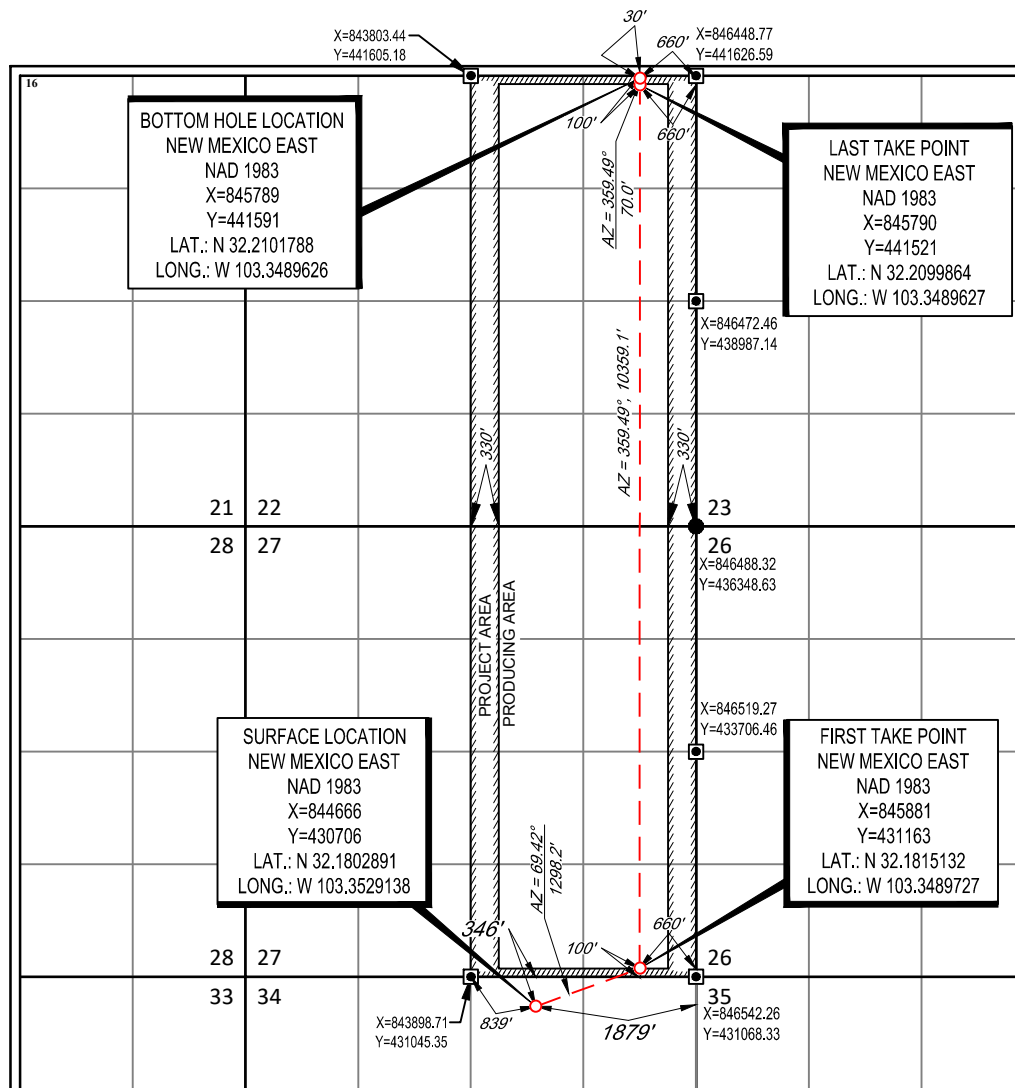 30'
X=843803.44
Y=441605.18
660'
X=846448.77
Y=441626.59
16
BOTTOM HOLE LOCATION
NEW MEXICO EAST
NAD 1983
X=845789
Y=441591
LAT.: N 32.2101788
LONG.: W 103.3489626
100'
660'
AZ = 359.49°
70.0'
LAST TAKE POINT
NEW MEXICO EAST
NAD 1983
X=845790
Y=441521
LAT.: N 32.2099864
LONG.: W 103.3489627
X=846472.46
Y=438987.14
AZ = 359.49°, 10359.1'
330'
330'
21
22
23
28
27
26
X=846488.32
Y=436348.63
PROJECT AREA
PRODUCING AREA
X=846519.27
Y=433706.46
SURFACE LOCATION
NEW MEXICO EAST
NAD 1983
X=844666
Y=430706
LAT.: N 32.1802891
LONG.: W 103.3529138
FIRST TAKE POINT
NEW MEXICO EAST
NAD 1983
X=845881
Y=431163
LAT.: N 32.1815132
LONG.: W 103.3489727
AZ = 69.42°
1298.2'
346'
100'
660'
28
27
26
33
34
35
839'
1879'
X=843898.71
Y=431045.35
X=846542.26
Y=431068.33